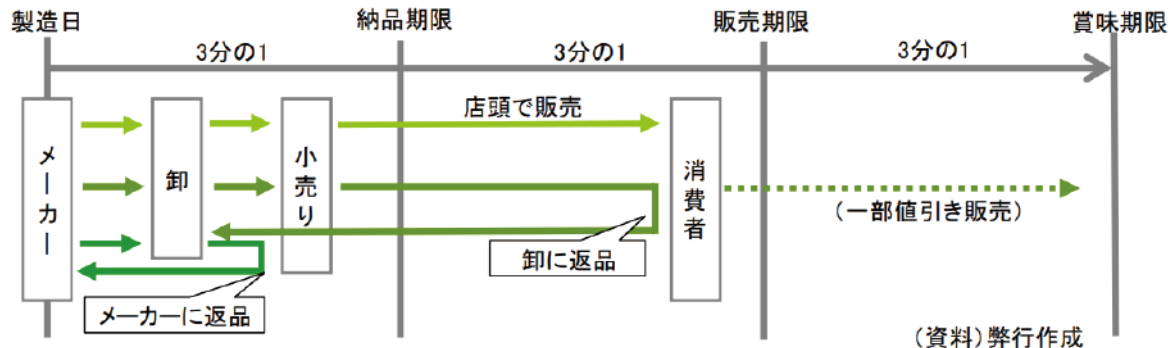 製造日
納品期限
販売期限
賞味期限
3分の1
3分の1
3分の1
メーカー
卸
小売り
店頭で販売
消費者
(一部値引き販売)
卸に返品
メーカーに返品
(資料)弊行作成